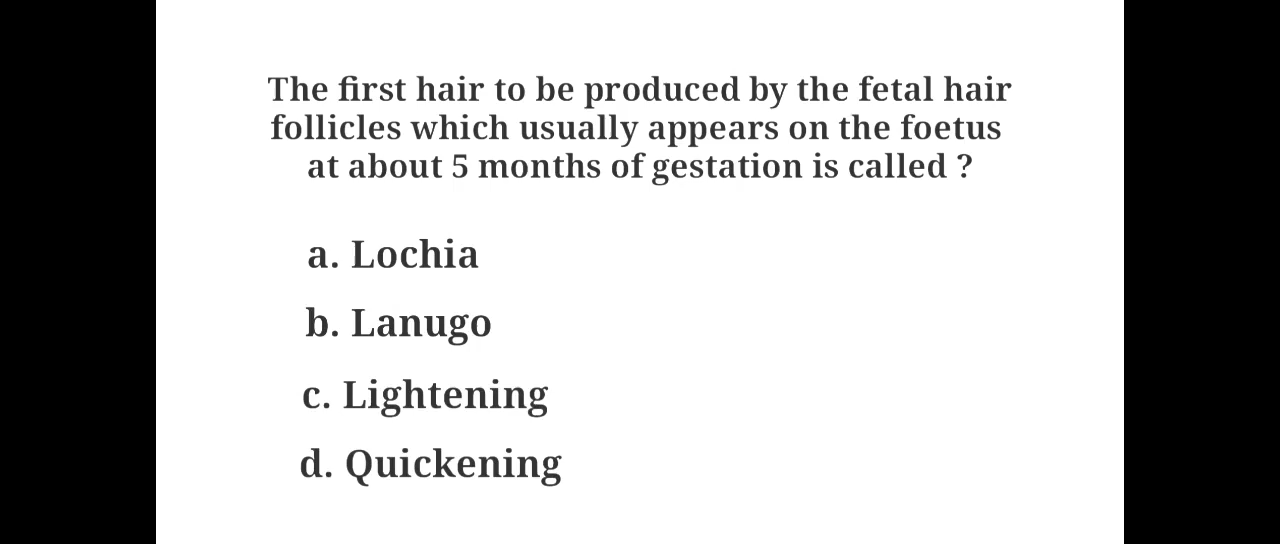 The first hair to be produced by the fetal hair
follicles which usually appears on the foetus
at about 5 months of gestation is called ?
a. Lochia
b. Lanugo
c. Lightening
d. Quickening